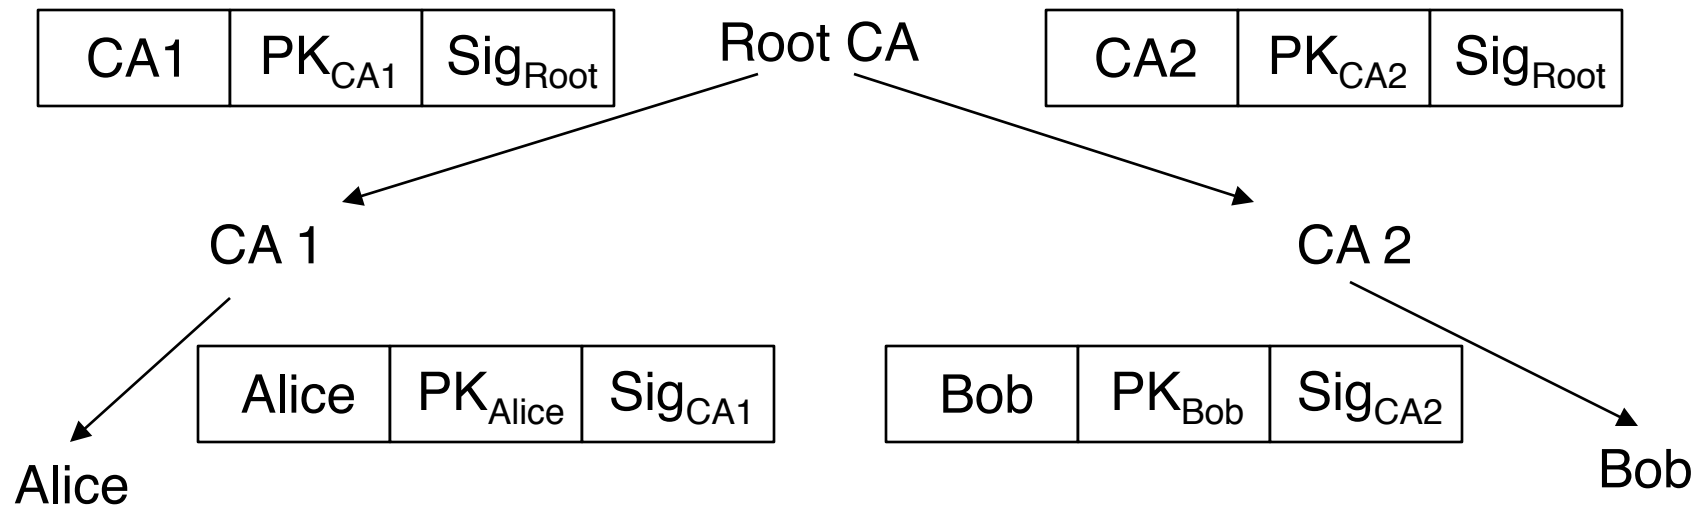 CA1 PK_CA1 Sig_Root
Root CA
CA2 PK_CA2 Sig_Root
CA 1
CA 2
Alice PK_Alice Sig_CA1
Bob PK_Bob Sig_CA2
Alice
Bob